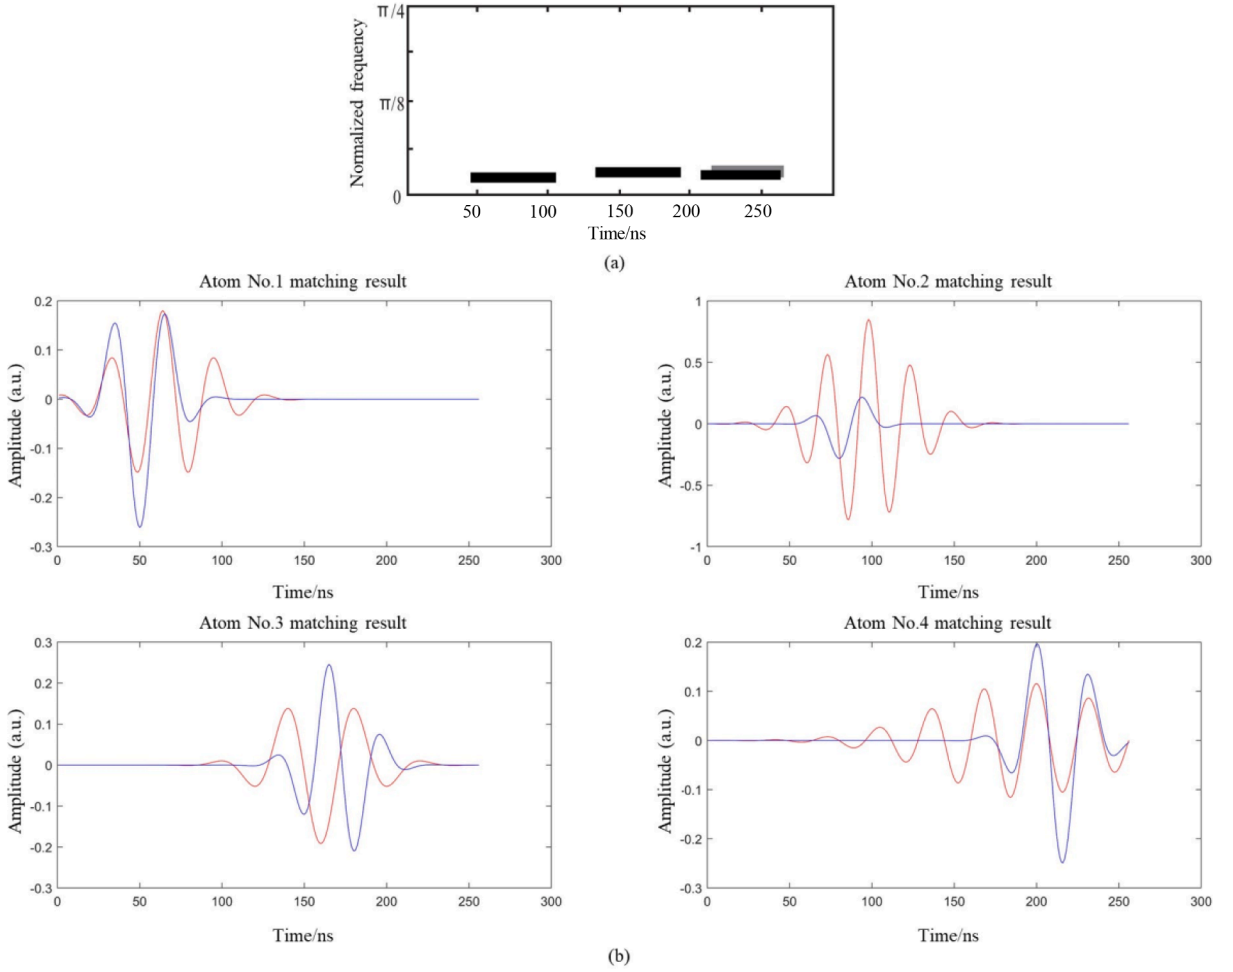 π/4
Normalized frequency
π/8
0
50 100 150 200 250
Time/ns
(a)
Atom No.1 matching result
0.2
0.1
0
-0.1
-0.2
-0.3
Amplitude (a.u.)
0 50 100 150 200 250 300
Time/ns
Atom No.2 matching result
1
0.5
0
-0.5
-1
Amplitude (a.u.)
0 50 100 150 200 250 300
Time/ns
Atom No.3 matching result
0.3
0.2
0.1
0
-0.1
-0.2
-0.3
Amplitude (a.u.)
0 50 100 150 200 250 300
Time/ns
Atom No.4 matching result
0.2
0.1
0
-0.1
-0.2
-0.3
Amplitude (a.u.)
0 50 100 150 200 250 300
Time/ns
(b)